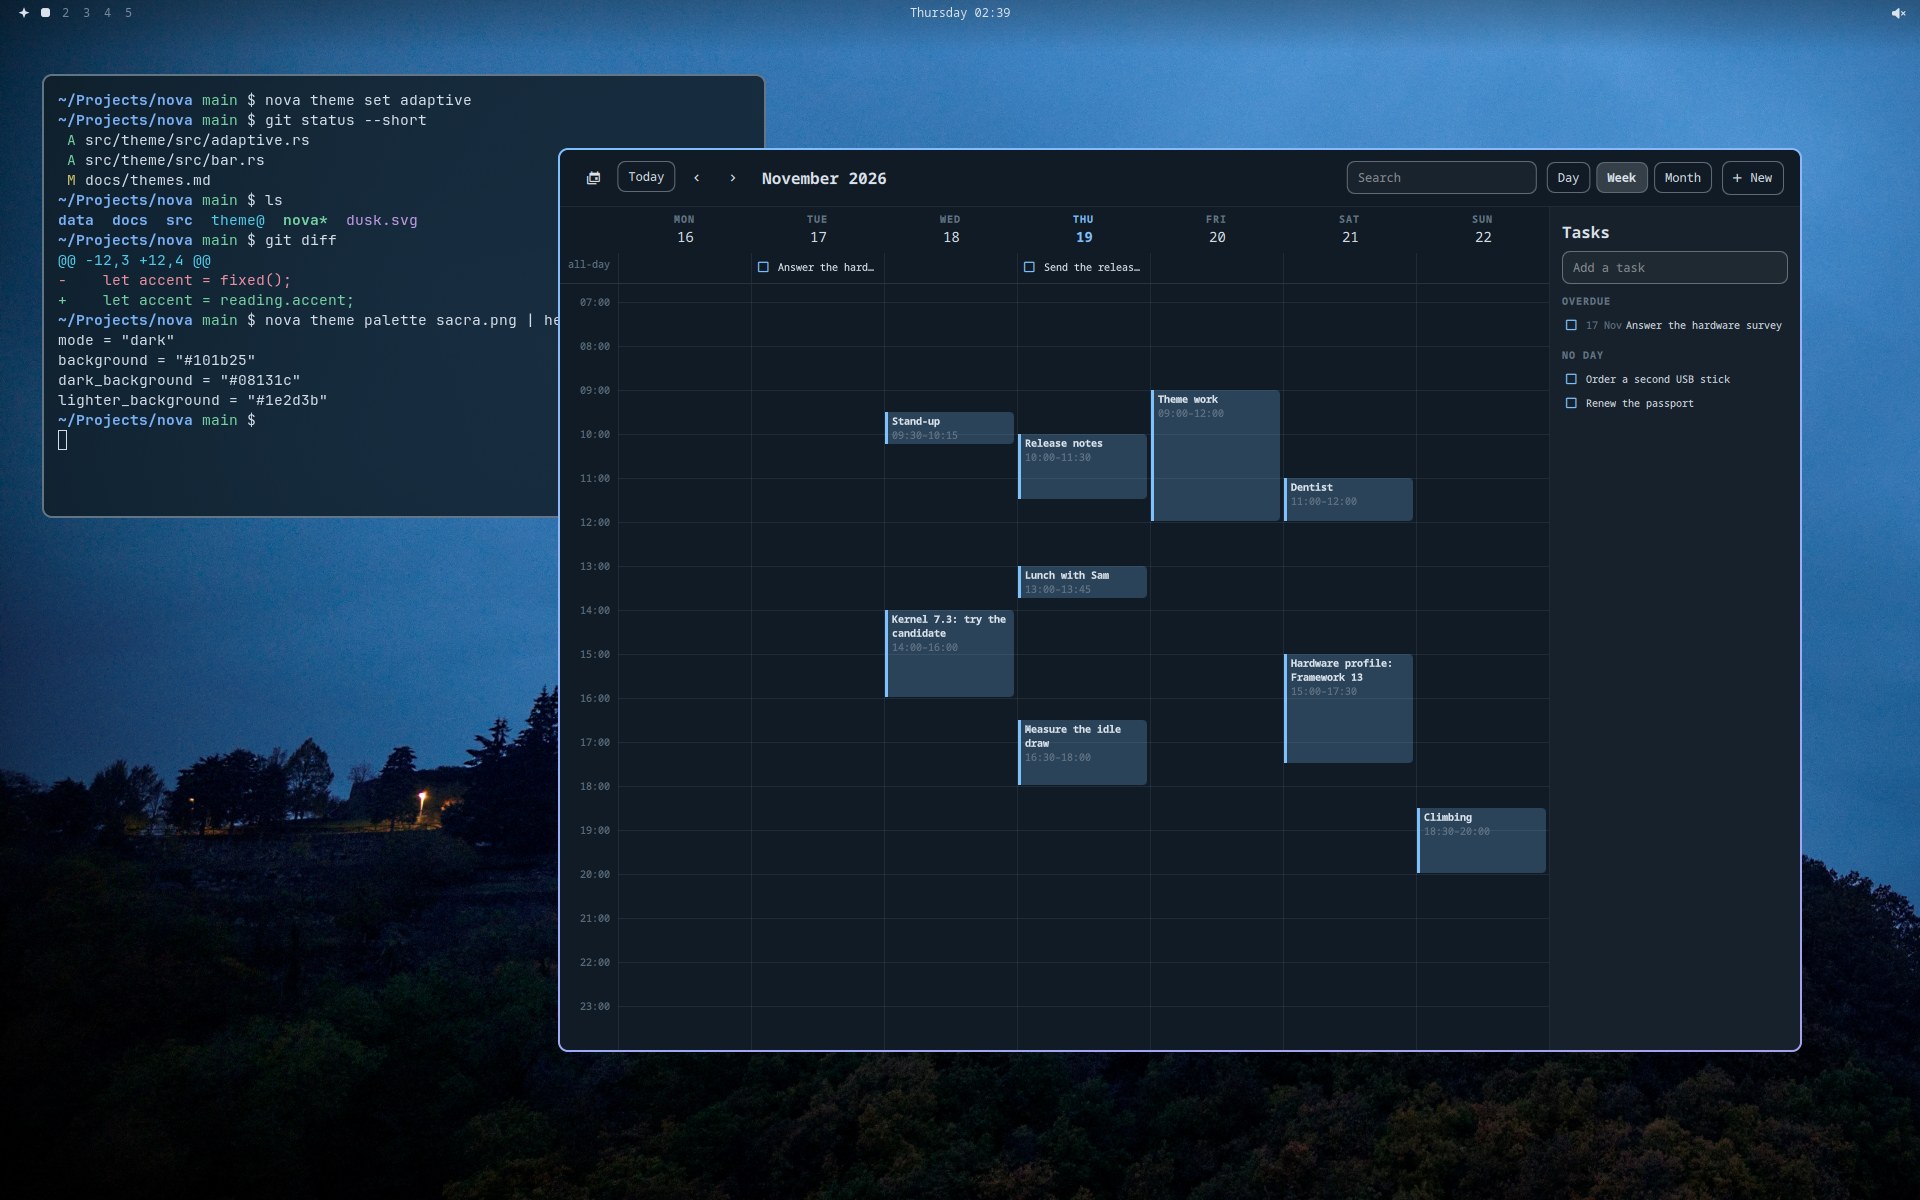 2 3 4 5
Thursday 02:39
~/Projects/nova main $ nova theme set adaptive
~/Projects/nova main $ git status --short
A src/theme/src/adaptive.rs
A src/theme/src/bar.rs
M docs/themes.md
~/Projects/nova main $ ls
data docs src theme@ nova* dusk.svg
~/Projects/nova main $ git diff
@@ -12,3 +12,4 @@
- let accent = fixed();
+ let accent = reading.accent;
~/Projects/nova main $ nova theme palette sacra.png | he
mode = "dark"
background = "#101b25"
dark_background = "#08131c"
lighter_background = "#1e2d3b"
~/Projects/nova main $
Today ‹ › November 2026
Search
Day Week Month + New
MON TUE WED THU FRI SAT SUN
16 17 18 19 20 21 22
all-day
Answer the hard…
Send the releas…
07:00
08:00
09:00
10:00
11:00
12:00
13:00
14:00
15:00
16:00
17:00
18:00
19:00
20:00
21:00
22:00
23:00
Stand-up
09:30–10:15
Kernel 7.3: try the
candidate
14:00–16:00
Release notes
10:00–11:30
Lunch with Sam
13:00–13:45
Measure the idle
draw
16:30–18:00
Theme work
09:00–12:00
Dentist
11:00–12:00
Hardware profile:
Framework 13
15:00–17:30
Climbing
18:30–20:00
Tasks
Add a task
OVERDUE
17 Nov Answer the hardware survey
NO DAY
Order a second USB stick
Renew the passport